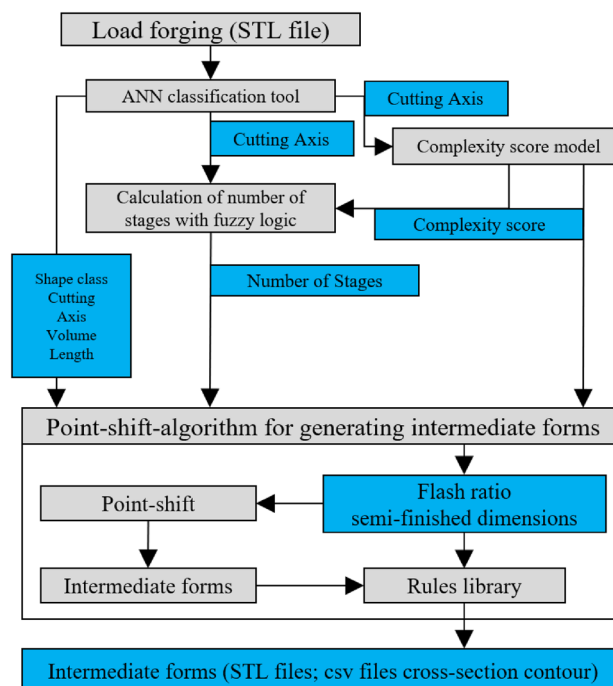 Load forging (STL file)
ANN classification tool
Cutting Axis
Cutting Axis
Complexity score model
Calculation of number of
stages with fuzzy logic
Complexity score
Shape class
Cutting
Axis
Volume
Length
Number of Stages
Point-shift-algorithm for generating intermediate forms
Flash ratio
semi-finished dimensions
Point-shift
Intermediate forms
Rules library
Intermediate forms (STL files; csv files cross-section contour)